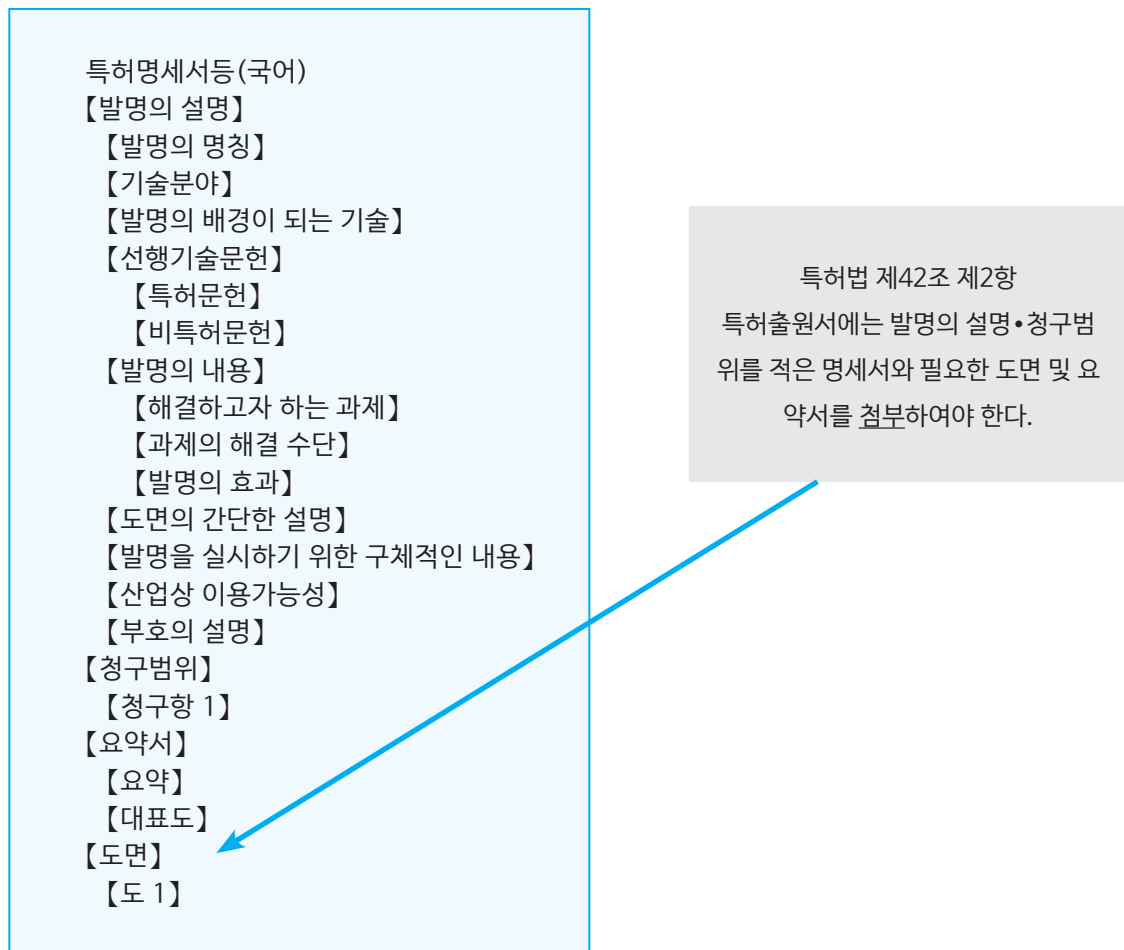 특허명세서등(국어)
【발명의 설명】
【발명의 명칭】
【기술분야】
【발명의 배경이 되는 기술】
【선행기술문헌】
【특허문헌】
【비특허문헌】
【발명의 내용】
【해결하고자 하는 과제】
【과제의 해결 수단】
【발명의 효과】
【도면의 간단한 설명】
【발명을 실시하기 위한 구체적인 내용】
【산업상 이용가능성】
【부호의 설명】
【청구범위】
【청구항 1】
【요약서】
【요약】
【대표도】
【도면】
【도 1】
특허법 제42조 제2항
특허출원서에는 발명의 설명•청구범
위를 적은 명세서와 필요한 도면 및 요
약서를 첨부하여야 한다.